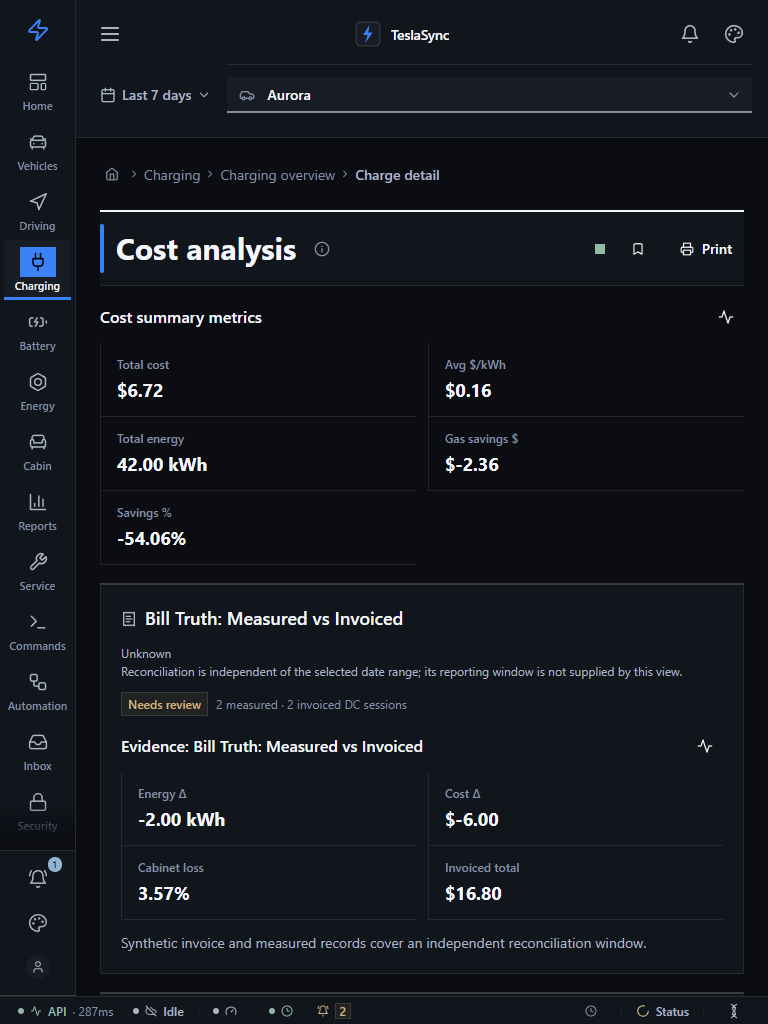 TeslaSync
Last 7 days
Aurora
Home
Vehicles
Driving
Charging
Battery
Energy
Cabin
Reports
Service
Commands
Automation
Inbox
Security
1
Charging > Charging overview > Charge detail
Cost analysis
Print
Cost summary metrics
Total cost
$6.72
Avg $/kWh
$0.16
Total energy
42.00 kWh
Gas savings $
$-2.36
Savings %
-54.06%
Bill Truth: Measured vs Invoiced
Unknown
Reconciliation is independent of the selected date range; its reporting window is not supplied by this view.
Needs review 2 measured · 2 invoiced DC sessions
Evidence: Bill Truth: Measured vs Invoiced
Energy Δ
-2.00 kWh
Cost Δ
$-6.00
Cabinet loss
3.57%
Invoiced total
$16.80
Synthetic invoice and measured records cover an independent reconciliation window.
API · 287ms Idle 2 Status